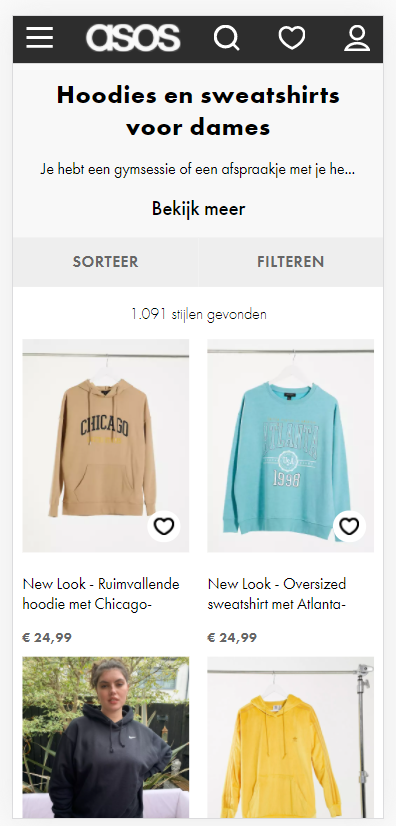 asos
Hoodies en sweatshirts
voor dames
Je hebt een gymsessie of een afspraakje met je he...
Bekijk meer
SORTEER
FILTEREN
1.091 stijlen gevonden
CHICAGO
1998
New Look - Ruimvallende
hoodie met Chicago-
€ 24,99
New Look - Oversized
sweatshirt met Atlanta-
€ 24,99